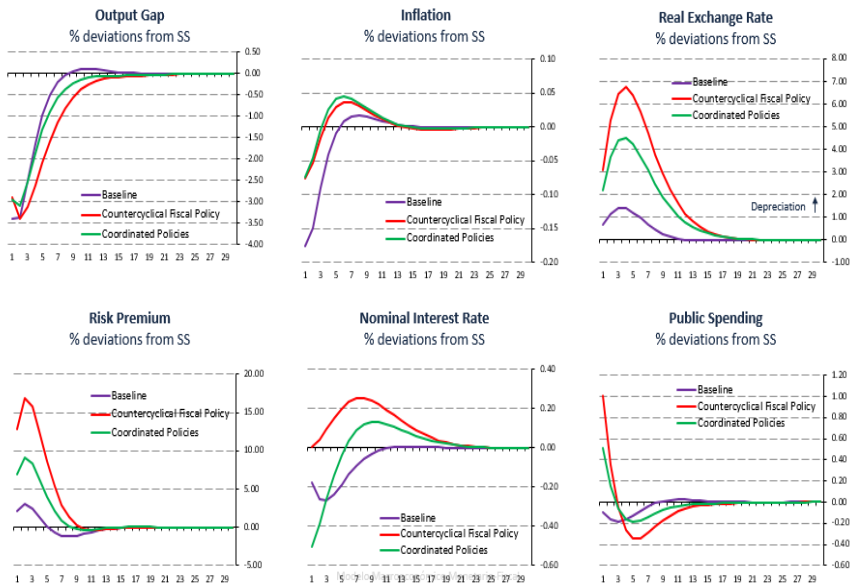 Output Gap
% deviations from SS
0.50
0.00
-0.50
-1.00
-1.50
-2.00
-2.50
-3.00
-3.50
-4.00
Baseline
Countercyclical Fiscal Policy
Coordinated Policies
1 3 5 7 9 11 13 15 17 19 21 23 25 27 29
Inflation
% deviations from SS
0.10
0.05
0.00
-0.05
-0.10
-0.15
-0.20
Baseline
Countercyclical Fiscal Policy
Coordinated Policies
1 3 5 7 9 11 13 15 17 19 21 23 25 27 29
Real Exchange Rate
% deviations from SS
8.00
7.00
6.00
5.00
4.00
3.00
2.00
1.00
0.00
-1.00
Baseline
Countercyclical Fiscal Policy
Coordinated Policies
Depreciation
1 3 5 7 9 11 13 15 17 19 21 23 25 27 29
Risk Premium
% deviations from SS
20.00
15.00
10.00
5.00
0.00
-5.00
Baseline
Countercyclical Fiscal Policy
Coordinated Policies
1 3 5 7 9 11 13 15 17 19 21 23 25 27 29
Nominal Interest Rate
% deviations from SS
0.40
0.20
0.00
-0.20
-0.40
-0.60
Baseline
Countercyclical Fiscal Policy
Coordinated Policies
1 3 5 7 9 11 13 15 17 19 21 23 25 27 29
Public Spending
% deviations from SS
1.20
1.00
0.80
0.60
0.40
0.20
0.00
-0.20
-0.40
-0.60
Baseline
Countercyclical Fiscal Policy
Coordinated Policies
1 3 5 7 9 11 13 15 17 19 21 23 25 27 29